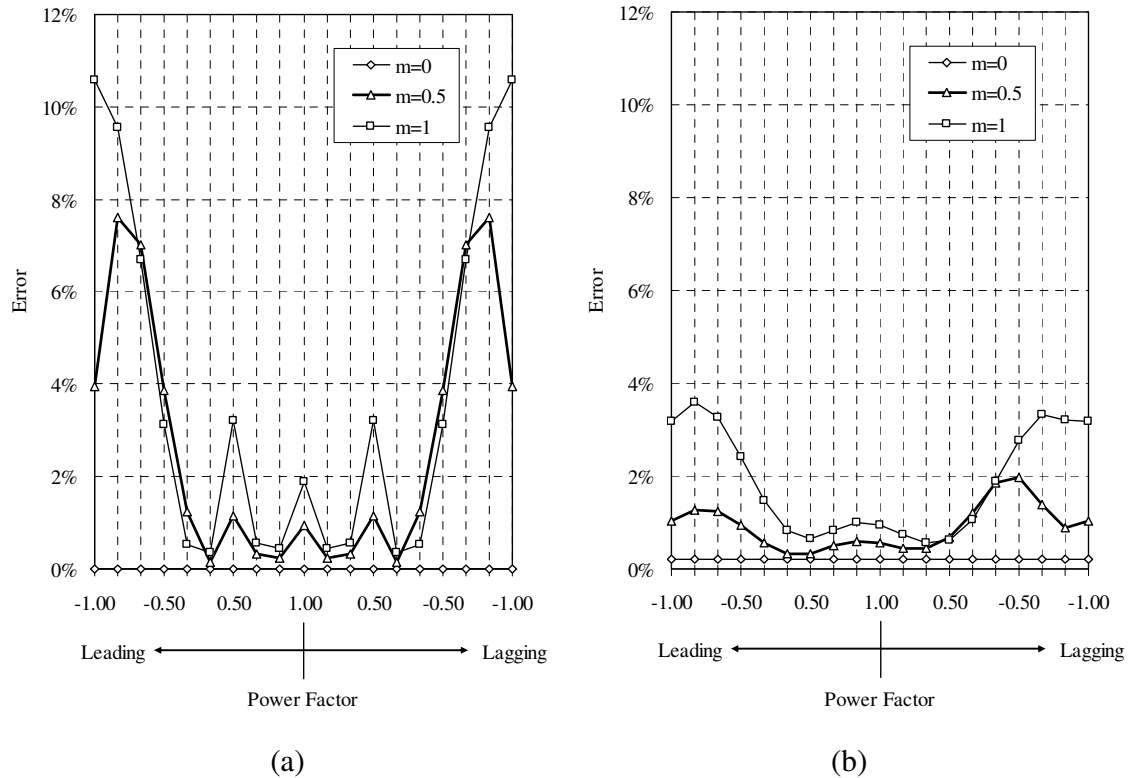 12%
10%
8%
6%
4%
2%
0%
Error
m=0
m=0.5
m=1
-1.00 -0.50 0.50 1.00 0.50 -0.50 -1.00
Leading Lagging
Power Factor
(a)
12%
10%
8%
6%
4%
2%
0%
Error
m=0
m=0.5
m=1
-1.00 -0.50 0.50 1.00 0.50 -0.50 -1.00
Leading Lagging
Power Factor
(b)